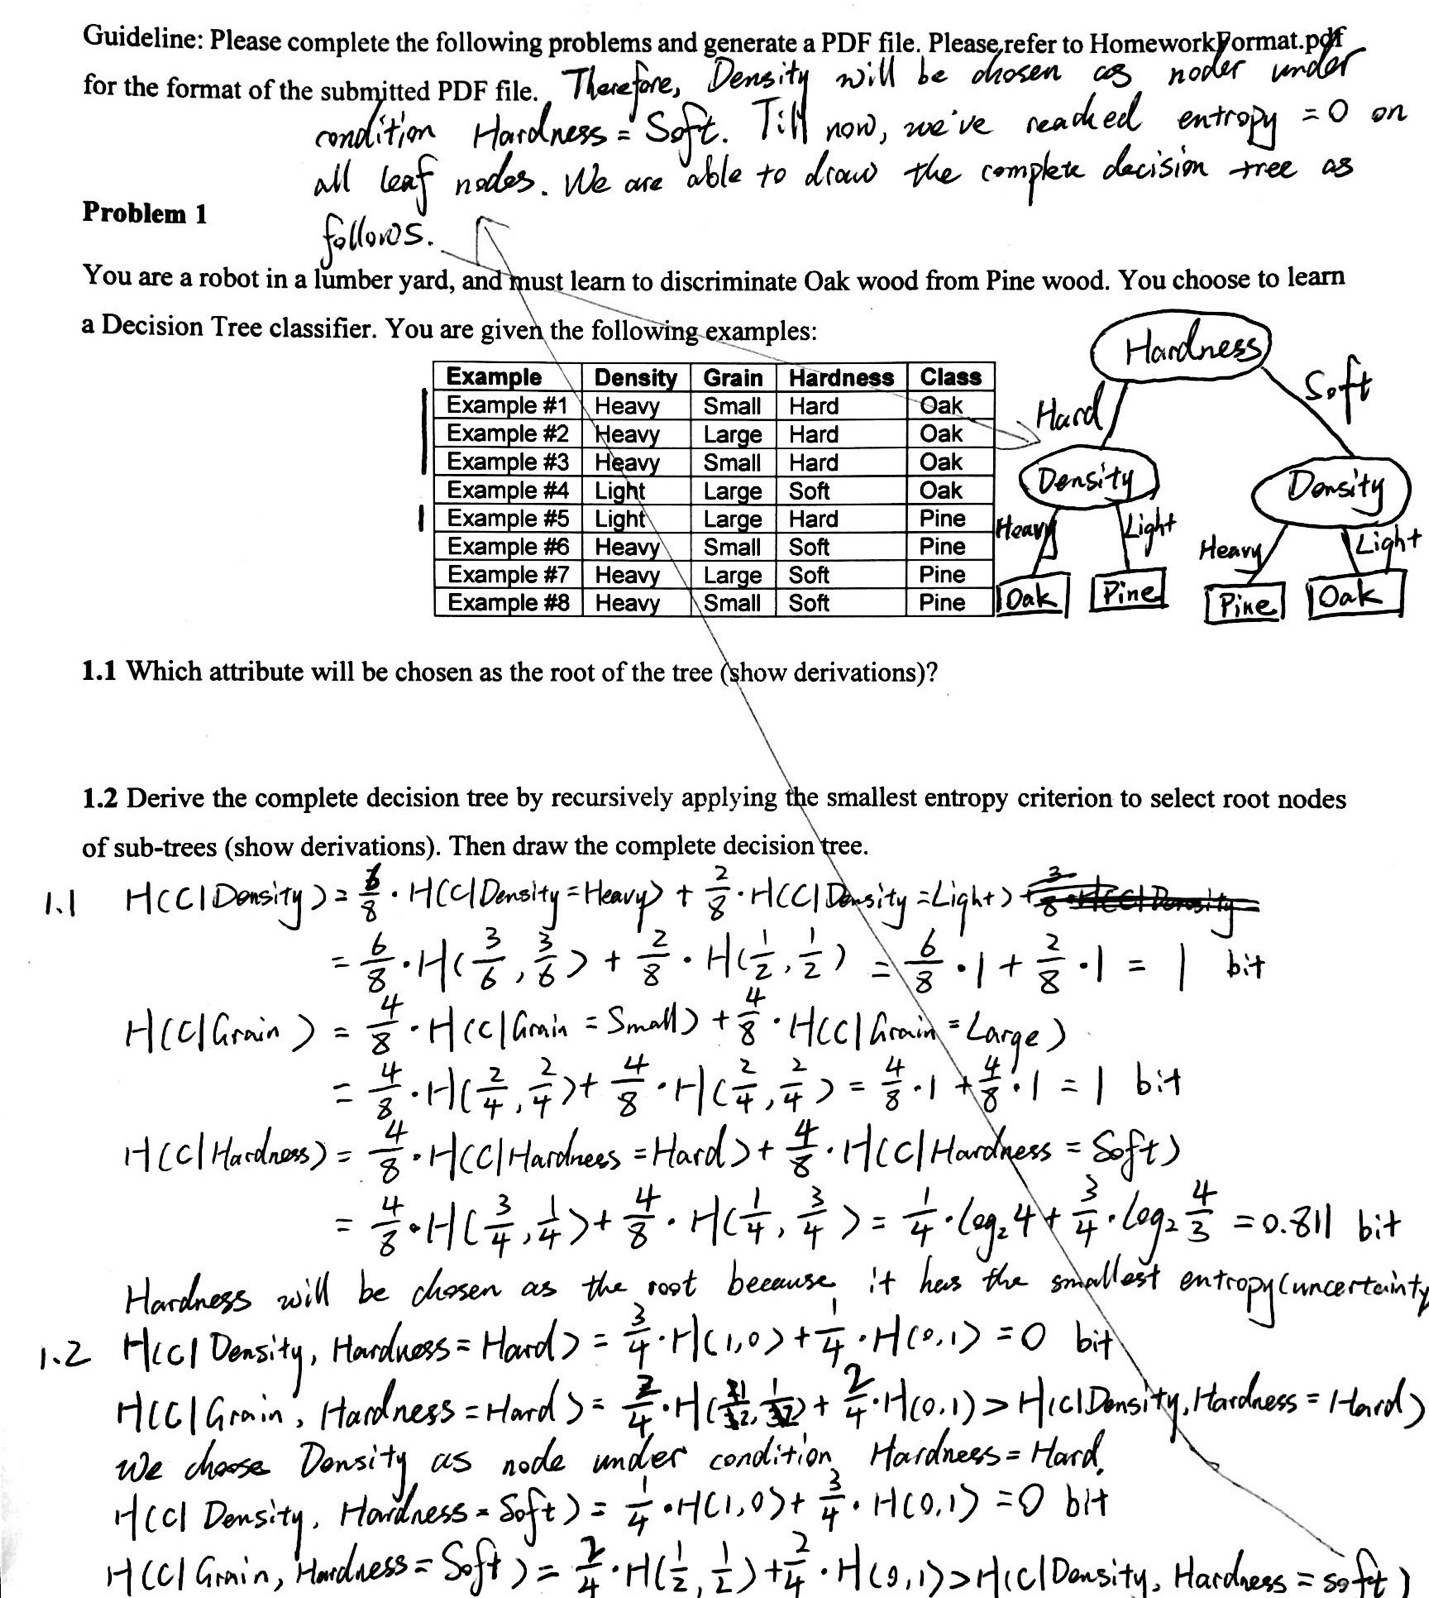 Guideline: Please complete the following problems and generate a PDF file. Please refer to HomeworkFormat.pdf
for the format of the submitted PDF file. Therefore, Density will be chosen as noder under
condition Hardness = Soft. Till now, we've reached entropy = 0 on
all leaf nodes. We are able to draw the complete decision tree as
Problem 1
follows.
You are a robot in a lumber yard, and must learn to discriminate Oak wood from Pine wood. You choose to learn
a Decision Tree classifier. You are given the following examples:
Example Density Grain Hardness Class
Example #1 Heavy Small Hard Oak
Example #2 Heavy Large Hard Oak
Example #3 Heavy Small Hard Oak
Example #4 Light Large Soft Oak
Example #5 Light Large Hard Pine
Example #6 Heavy Small Soft Pine
Example #7 Heavy Large Soft Pine
Example #8 Heavy Small Soft Pine
Hardness
Hard Soft
Density Density
Heavy Light Heavy Light
Oak Pine Pine Oak
1.1 Which attribute will be chosen as the root of the tree (show derivations)?
1.2 Derive the complete decision tree by recursively applying the smallest entropy criterion to select root nodes
of sub-trees (show derivations). Then draw the complete decision tree.
1.1 H(C|Density) = 6/8 · H(C|Density = Heavy) + 2/8 · H(C|Density = Light)
= 6/8 · H(3/6, 3/6) + 2/8 · H(1/2, 1/2) = 6/8 · 1 + 2/8 · 1 = 1 bit
H(C|Grain) = 4/8 · H(C|Grain = Small) + 4/8 · H(C|Grain = Large)
= 4/8 · H(2/4, 2/4) + 4/8 · H(2/4, 2/4) = 4/8 · 1 + 4/8 · 1 = 1 bit
H(C|Hardness) = 4/8 · H(C|Hardness = Hard) + 4/8 · H(C|Hardness = Soft)
= 4/8 · H(3/4, 1/4) + 4/8 · H(1/4, 3/4) = 1/4 · log₂ 4 + 3/4 · log₂ 4/3 = 0.811 bit
Hardness will be chosen as the root because it has the smallest entropy (uncertainty
1.2 H(C| Density, Hardness = Hard) = 3/4 · H(1,0) + 1/4 · H(0,1) = 0 bit
H(C|Grain, Hardness = Hard) = 2/4 · H( ) + 2/4 · H(0,1) > H(C|Density, Hardness = Hard)
We choose Density as node under condition Hardness = Hard.
H(C| Density, Hardness = Soft) = 1/4 · H(1,0) + 3/4 · H(0,1) = 0 bit
H(C| Grain, Hardness = Soft) = 2/4 · H(1/2, 1/2) + 2/4 · H(0,1) > H(C|Density, Hardness = soft)